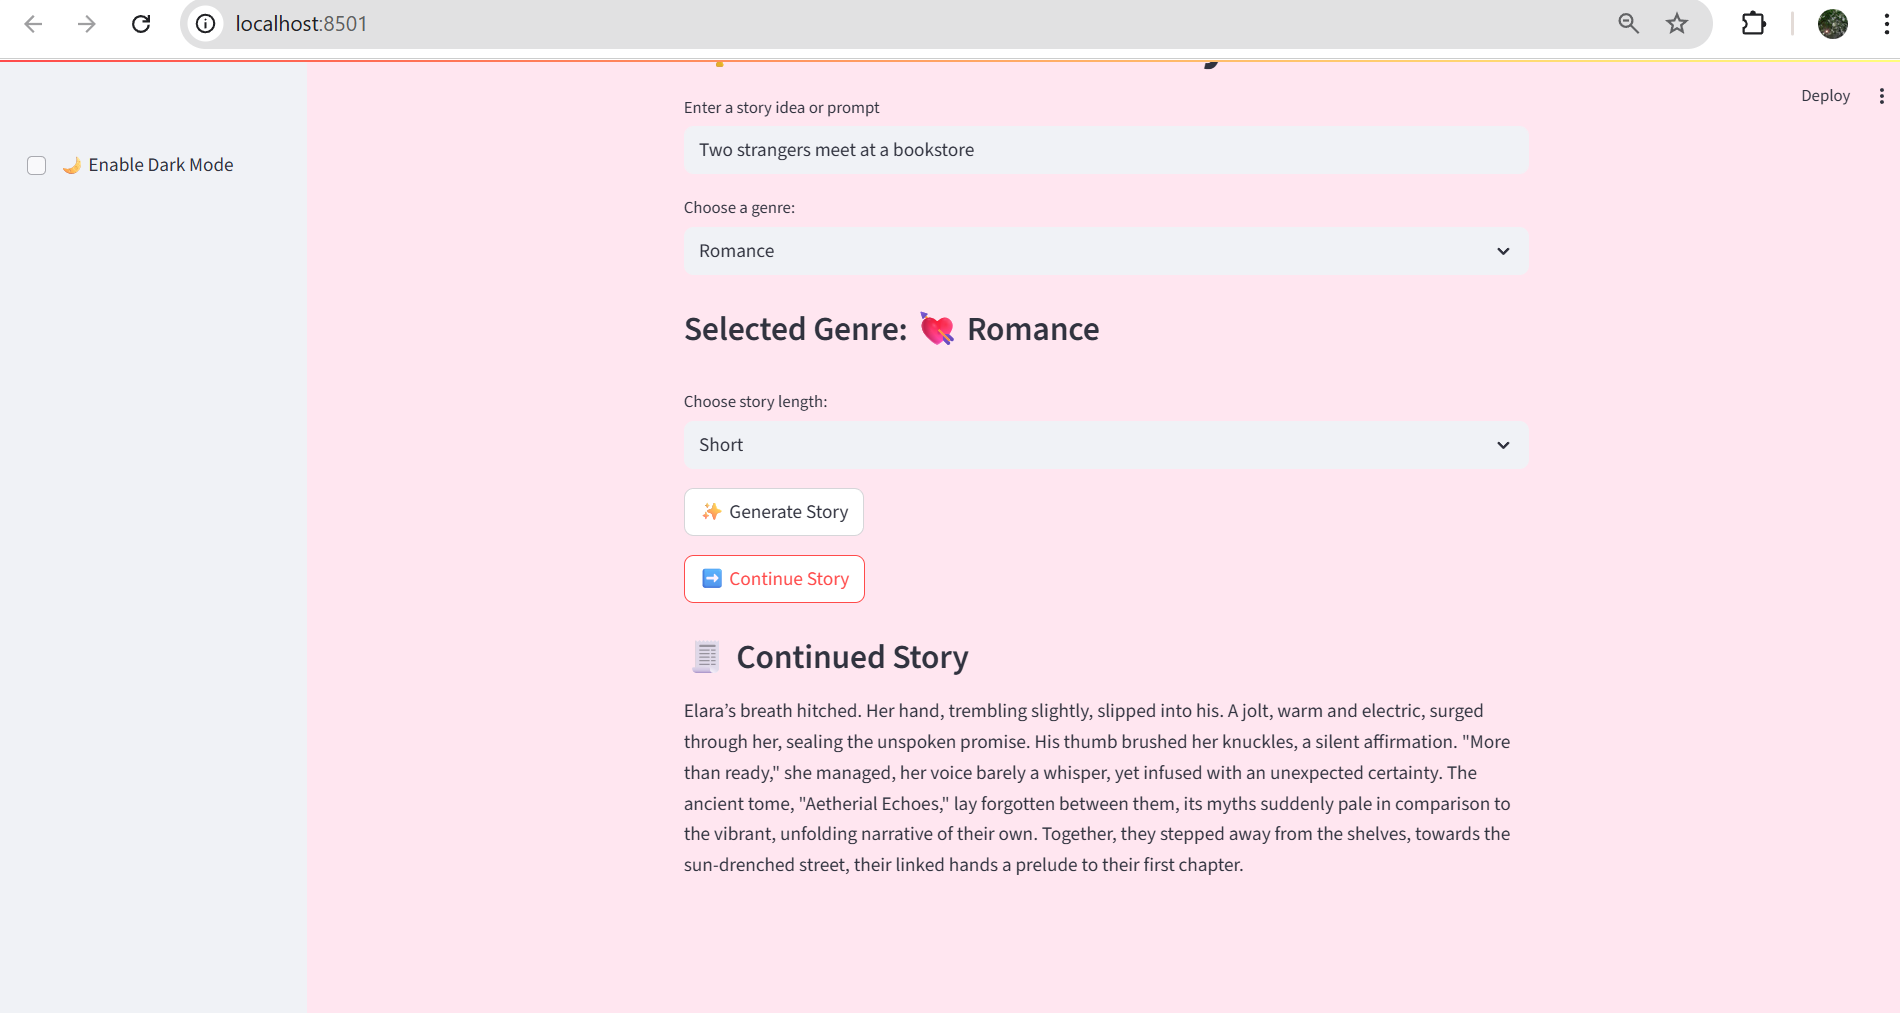 localhost:8501
Deploy
Enable Dark Mode
Enter a story idea or prompt
Two strangers meet at a bookstore
Choose a genre:
Romance
Selected Genre: 💘 Romance
Choose story length:
Short
✨ Generate Story
➡️ Continue Story
Continued Story
Elara’s breath hitched. Her hand, trembling slightly, slipped into his. A jolt, warm and electric, surged
through her, sealing the unspoken promise. His thumb brushed her knuckles, a silent affirmation. "More
than ready," she managed, her voice barely a whisper, yet infused with an unexpected certainty. The
ancient tome, "Aetherial Echoes," lay forgotten between them, its myths suddenly pale in comparison to
the vibrant, unfolding narrative of their own. Together, they stepped away from the shelves, towards the
sun-drenched street, their linked hands a prelude to their first chapter.